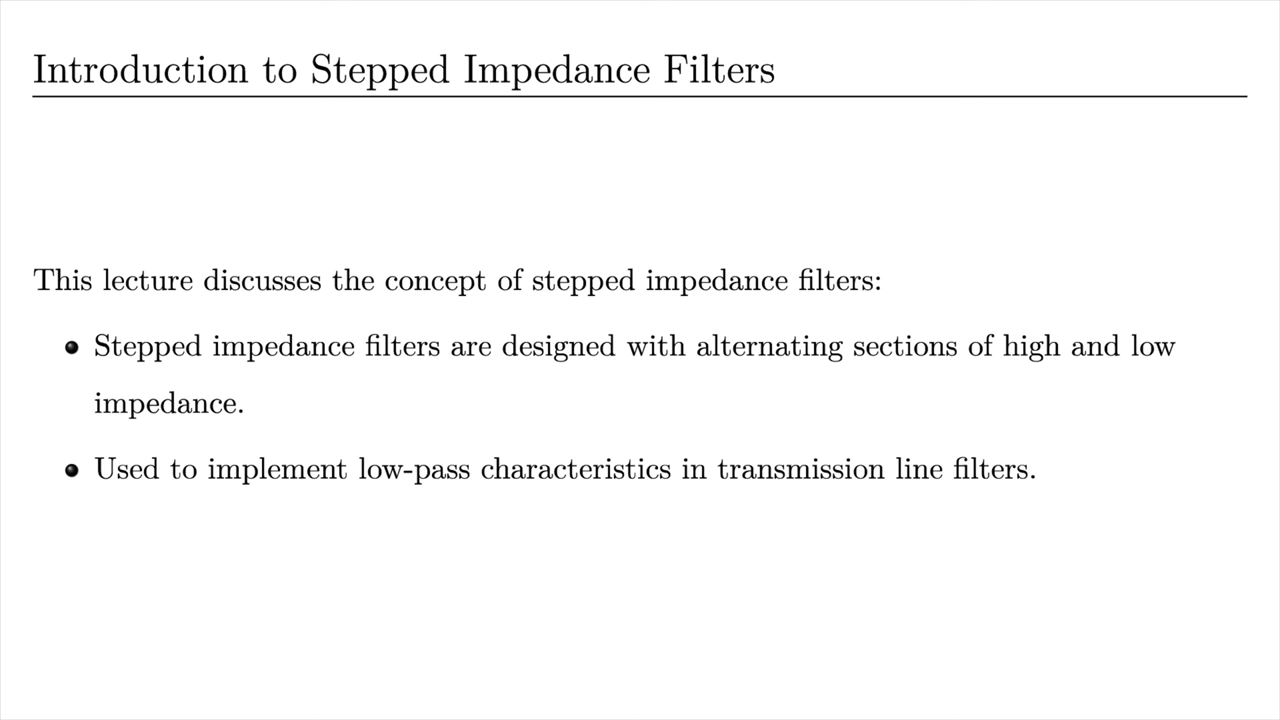 Introduction to Stepped Impedance Filters
This lecture discusses the concept of stepped impedance filters:
Stepped impedance filters are designed with alternating sections of high and low
impedance.
Used to implement low-pass characteristics in transmission line filters.